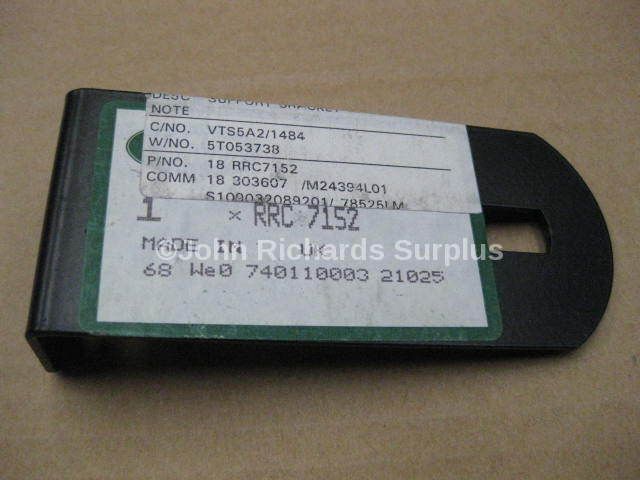 DESC SUPPORT BRACKET
NOTE
C/NO. VTS5A2/1484
W/NO. 5T053738
P/NO. 18 RRC7152
COMM 18 303607 /M24394L01
S109032089201/ 78525LM
1 x RRC 7152
MADE IN UK
©John Richards Surplus
68 We0 740110003 21025